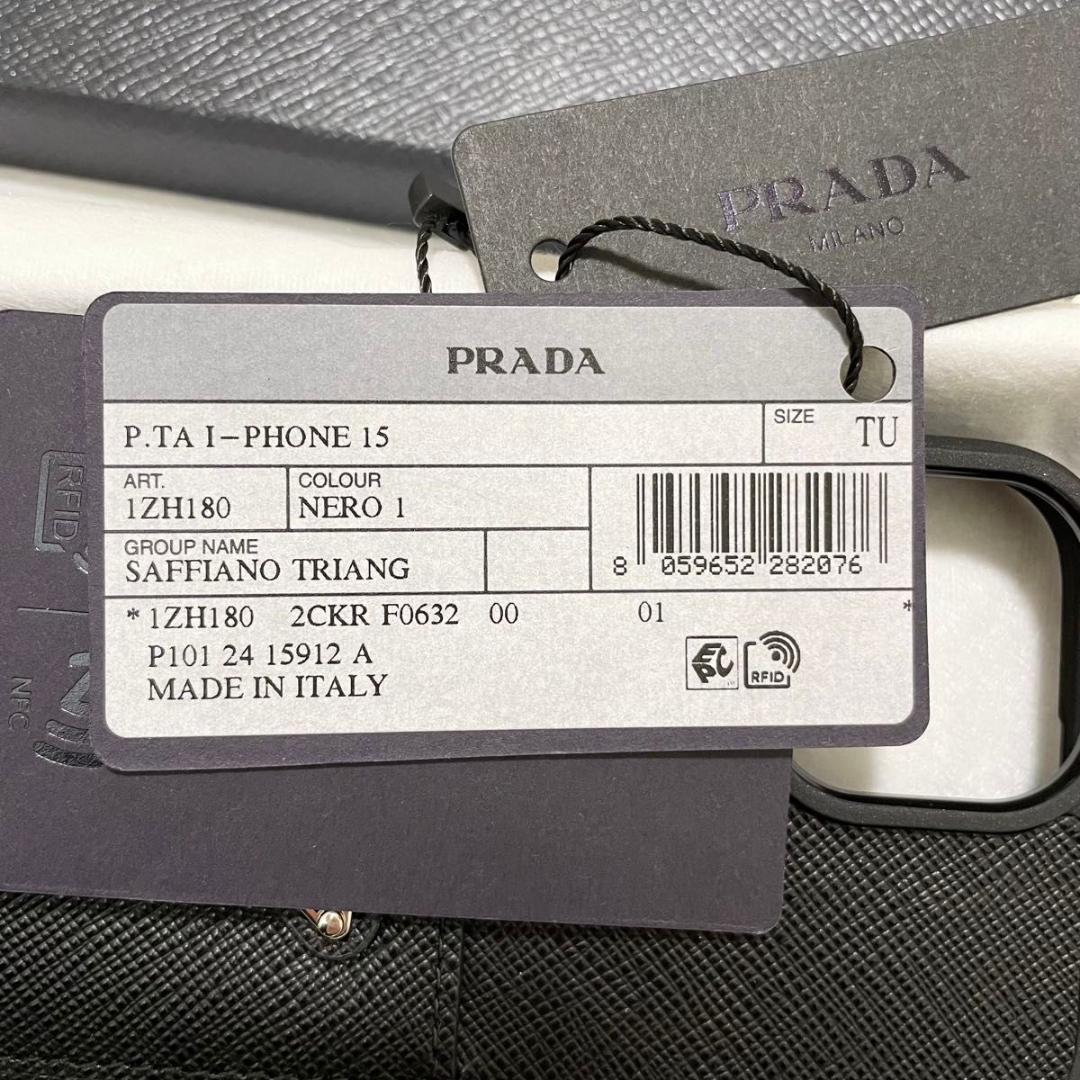 PRADA
MILANO
PRADA
P.TA I-PHONE 15
SIZE TU
ART.
1ZH180
COLOUR
NERO 1
GROUP NAME
SAFFIANO TRIANG
8 059652 282076
* 1ZH180 2CKR F0632 00 01 *
P101 24 15912 A
MADE IN ITALY
EPC
RFID
RFID
NFC